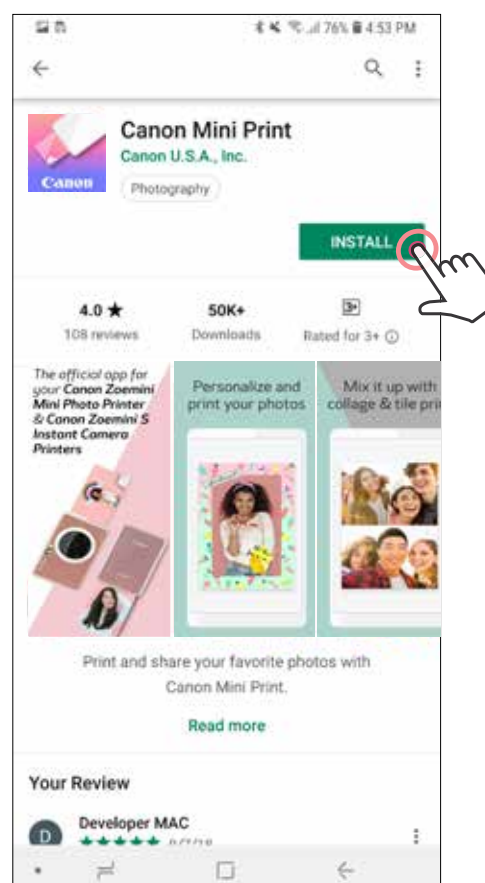 76% 4:53 PM
Canon Mini Print
Canon U.S.A., Inc.
Canon
Photography
INSTALL
4.0 ★
50K+
3+
108 reviews
Downloads
Rated for 3+
The official app for
your Canon Zoemini
Mini Photo Printer
& Canon Zoemini S
Instant Camera
Printers
Personalize and
print your photos
Mix it up with
collage & tile pri
Print and share your favorite photos with
Canon Mini Print.
Read more
Your Review
D
Developer MAC